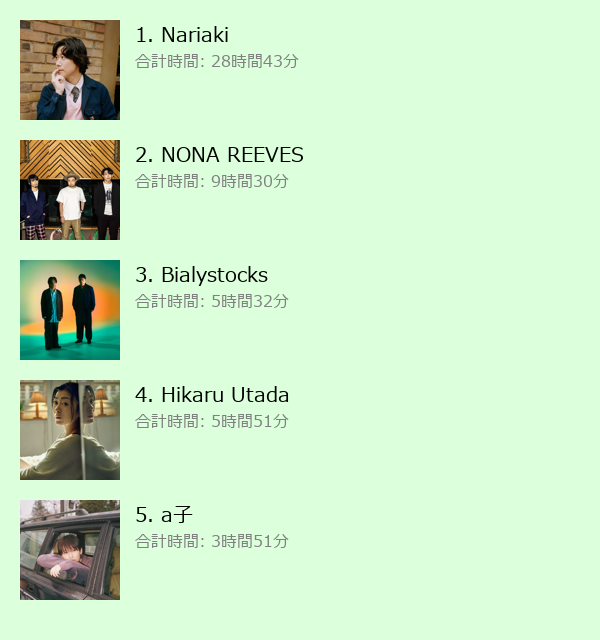 1. Nariaki
合計時間: 28時間43分
2. NONA REEVES
合計時間: 9時間30分
3. Bialystocks
合計時間: 5時間32分
4. Hikaru Utada
合計時間: 5時間51分
5. a子
合計時間: 3時間51分